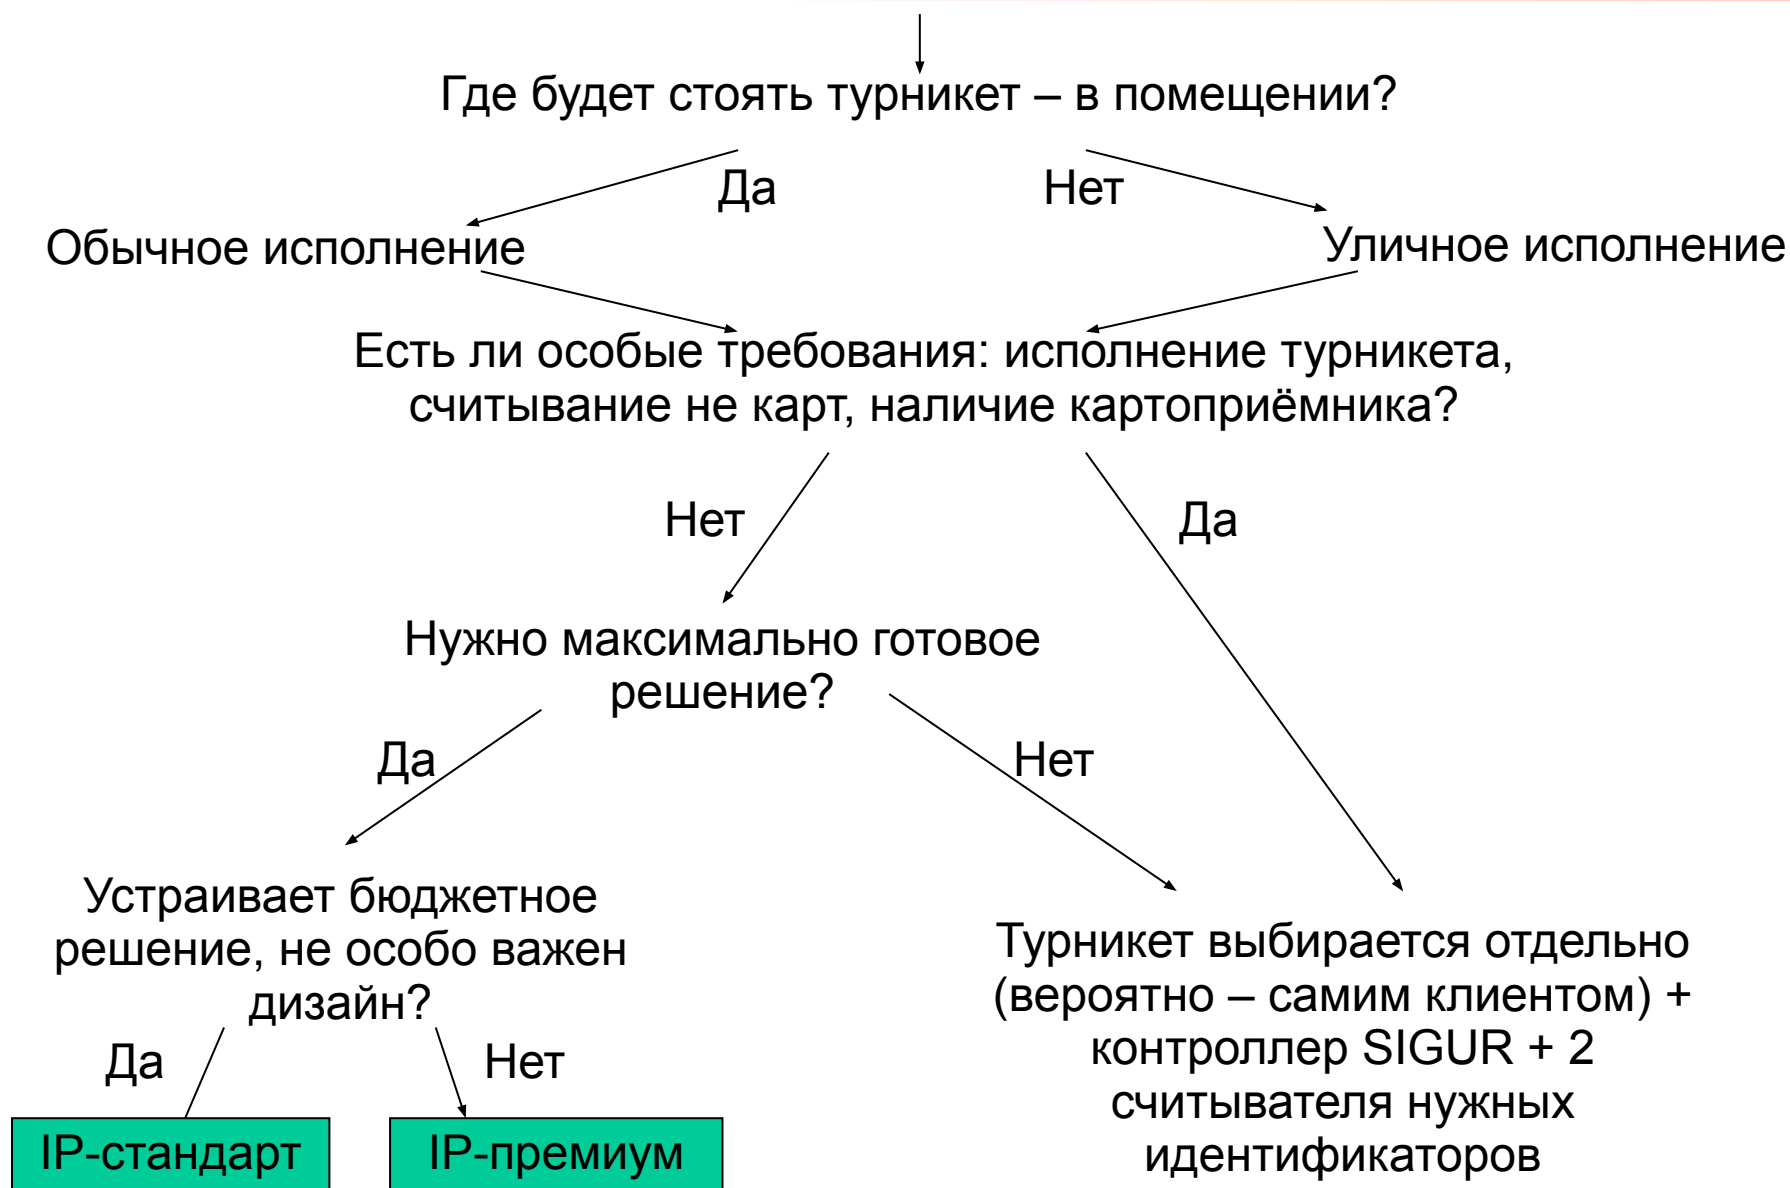 Где будет стоять турникет – в помещении?
Да
Нет
Обычное исполнение
Уличное исполнение
Есть ли особые требования: исполнение турникета,
считывание не карт, наличие картоприёмника?
Нет
Да
Нужно максимально готовое
решение?
Да
Нет
Устраивает бюджетное
решение, не особо важен
дизайн?
Турникет выбирается отдельно
(вероятно – самим клиентом) +
контроллер SIGUR + 2
считывателя нужных
идентификаторов
Да
Нет
IP-стандарт
IP-премиум